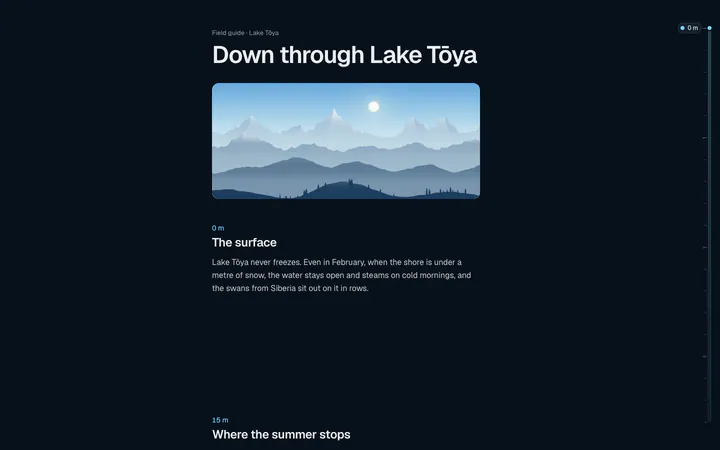 Field guide · Lake Tōya
Down through Lake Tōya
0 m
0 m
The surface
Lake Tōya never freezes. Even in February, when the shore is under a
metre of snow, the water stays open and steams on cold mornings, and
the swans from Siberia sit out on it in rows.
15 m
Where the summer stops